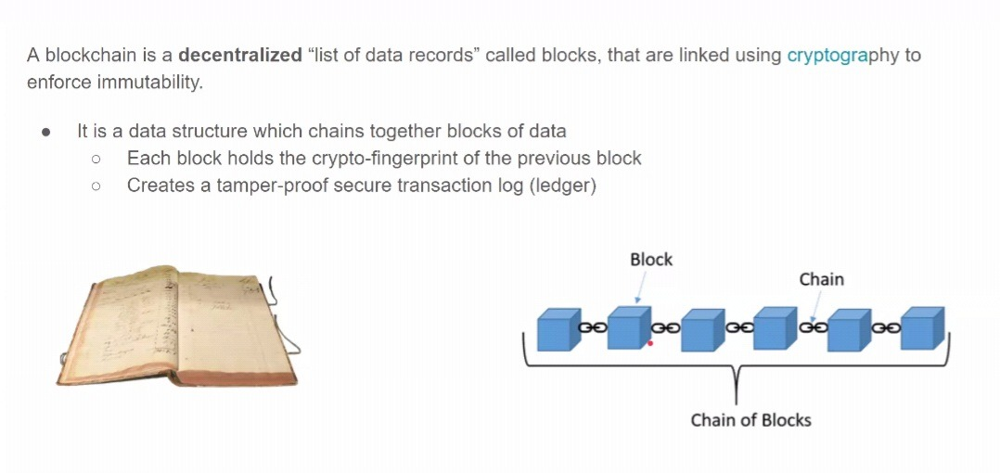 A blockchain is a decentralized “list of data records” called blocks, that are linked using cryptography to
enforce immutability.
● It is a data structure which chains together blocks of data
○ Each block holds the crypto-fingerprint of the previous block
○ Creates a tamper-proof secure transaction log (ledger)
Block
Chain
Chain of Blocks